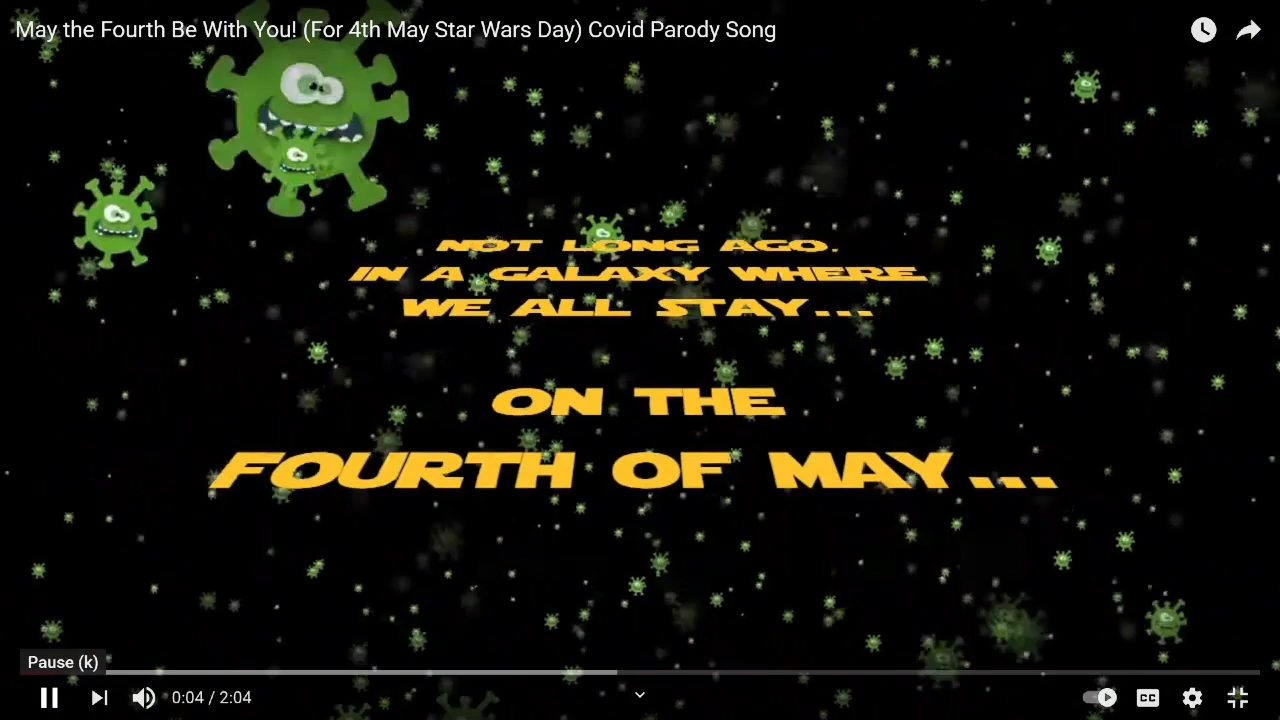 May the Fourth Be With You! (For 4th May Star Wars Day) Covid Parody Song
NOT LONG AGO.
IN A GALAXY WHERE
WE ALL STAY...
ON THE
FOURTH OF MAY...
Pause (k)
0:04 / 2:04
CC